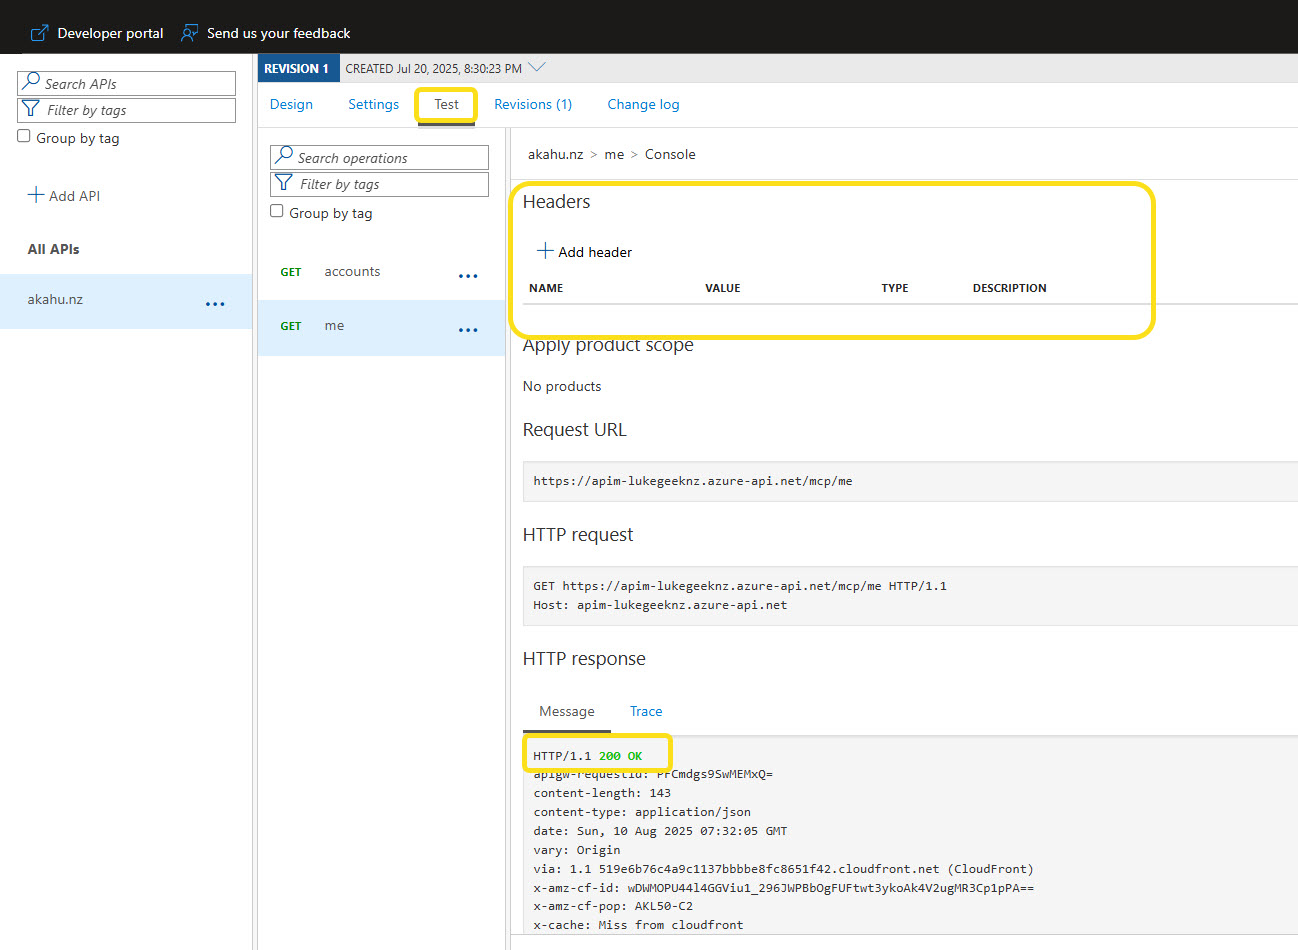 Developer portal Send us your feedback
Search APIs
Filter by tags
Group by tag
Add API
All APIs
akahu.nz
REVISION 1 CREATED Jul 20, 2025, 8:30:23 PM
Design Settings Test Revisions (1) Change log
Search operations
Filter by tags
Group by tag
GET accounts
GET me
akahu.nz > me > Console
Headers
Add header
NAME VALUE TYPE DESCRIPTION
Apply product scope
No products
Request URL
https://apim-lukegeeknz.azure-api.net/mcp/me
HTTP request
GET https://apim-lukegeeknz.azure-api.net/mcp/me HTTP/1.1
Host: apim-lukegeeknz.azure-api.net
HTTP response
Message Trace
HTTP/1.1 200 OK
apigw-requestid: PFCmdgs9SwMEMxQ=
content-length: 143
content-type: application/json
date: Sun, 10 Aug 2025 07:32:05 GMT
vary: Origin
via: 1.1 519e6b76c4a9c1137bbbbe8fc8651f42.cloudfront.net (CloudFront)
x-amz-cf-id: wDWMOPU44l4GGViu1_296JWPBbOgFUFtwt3ykoAk4V2ugMR3Cp1pPA==
x-amz-cf-pop: AKL50-C2
x-cache: Miss from cloudfront